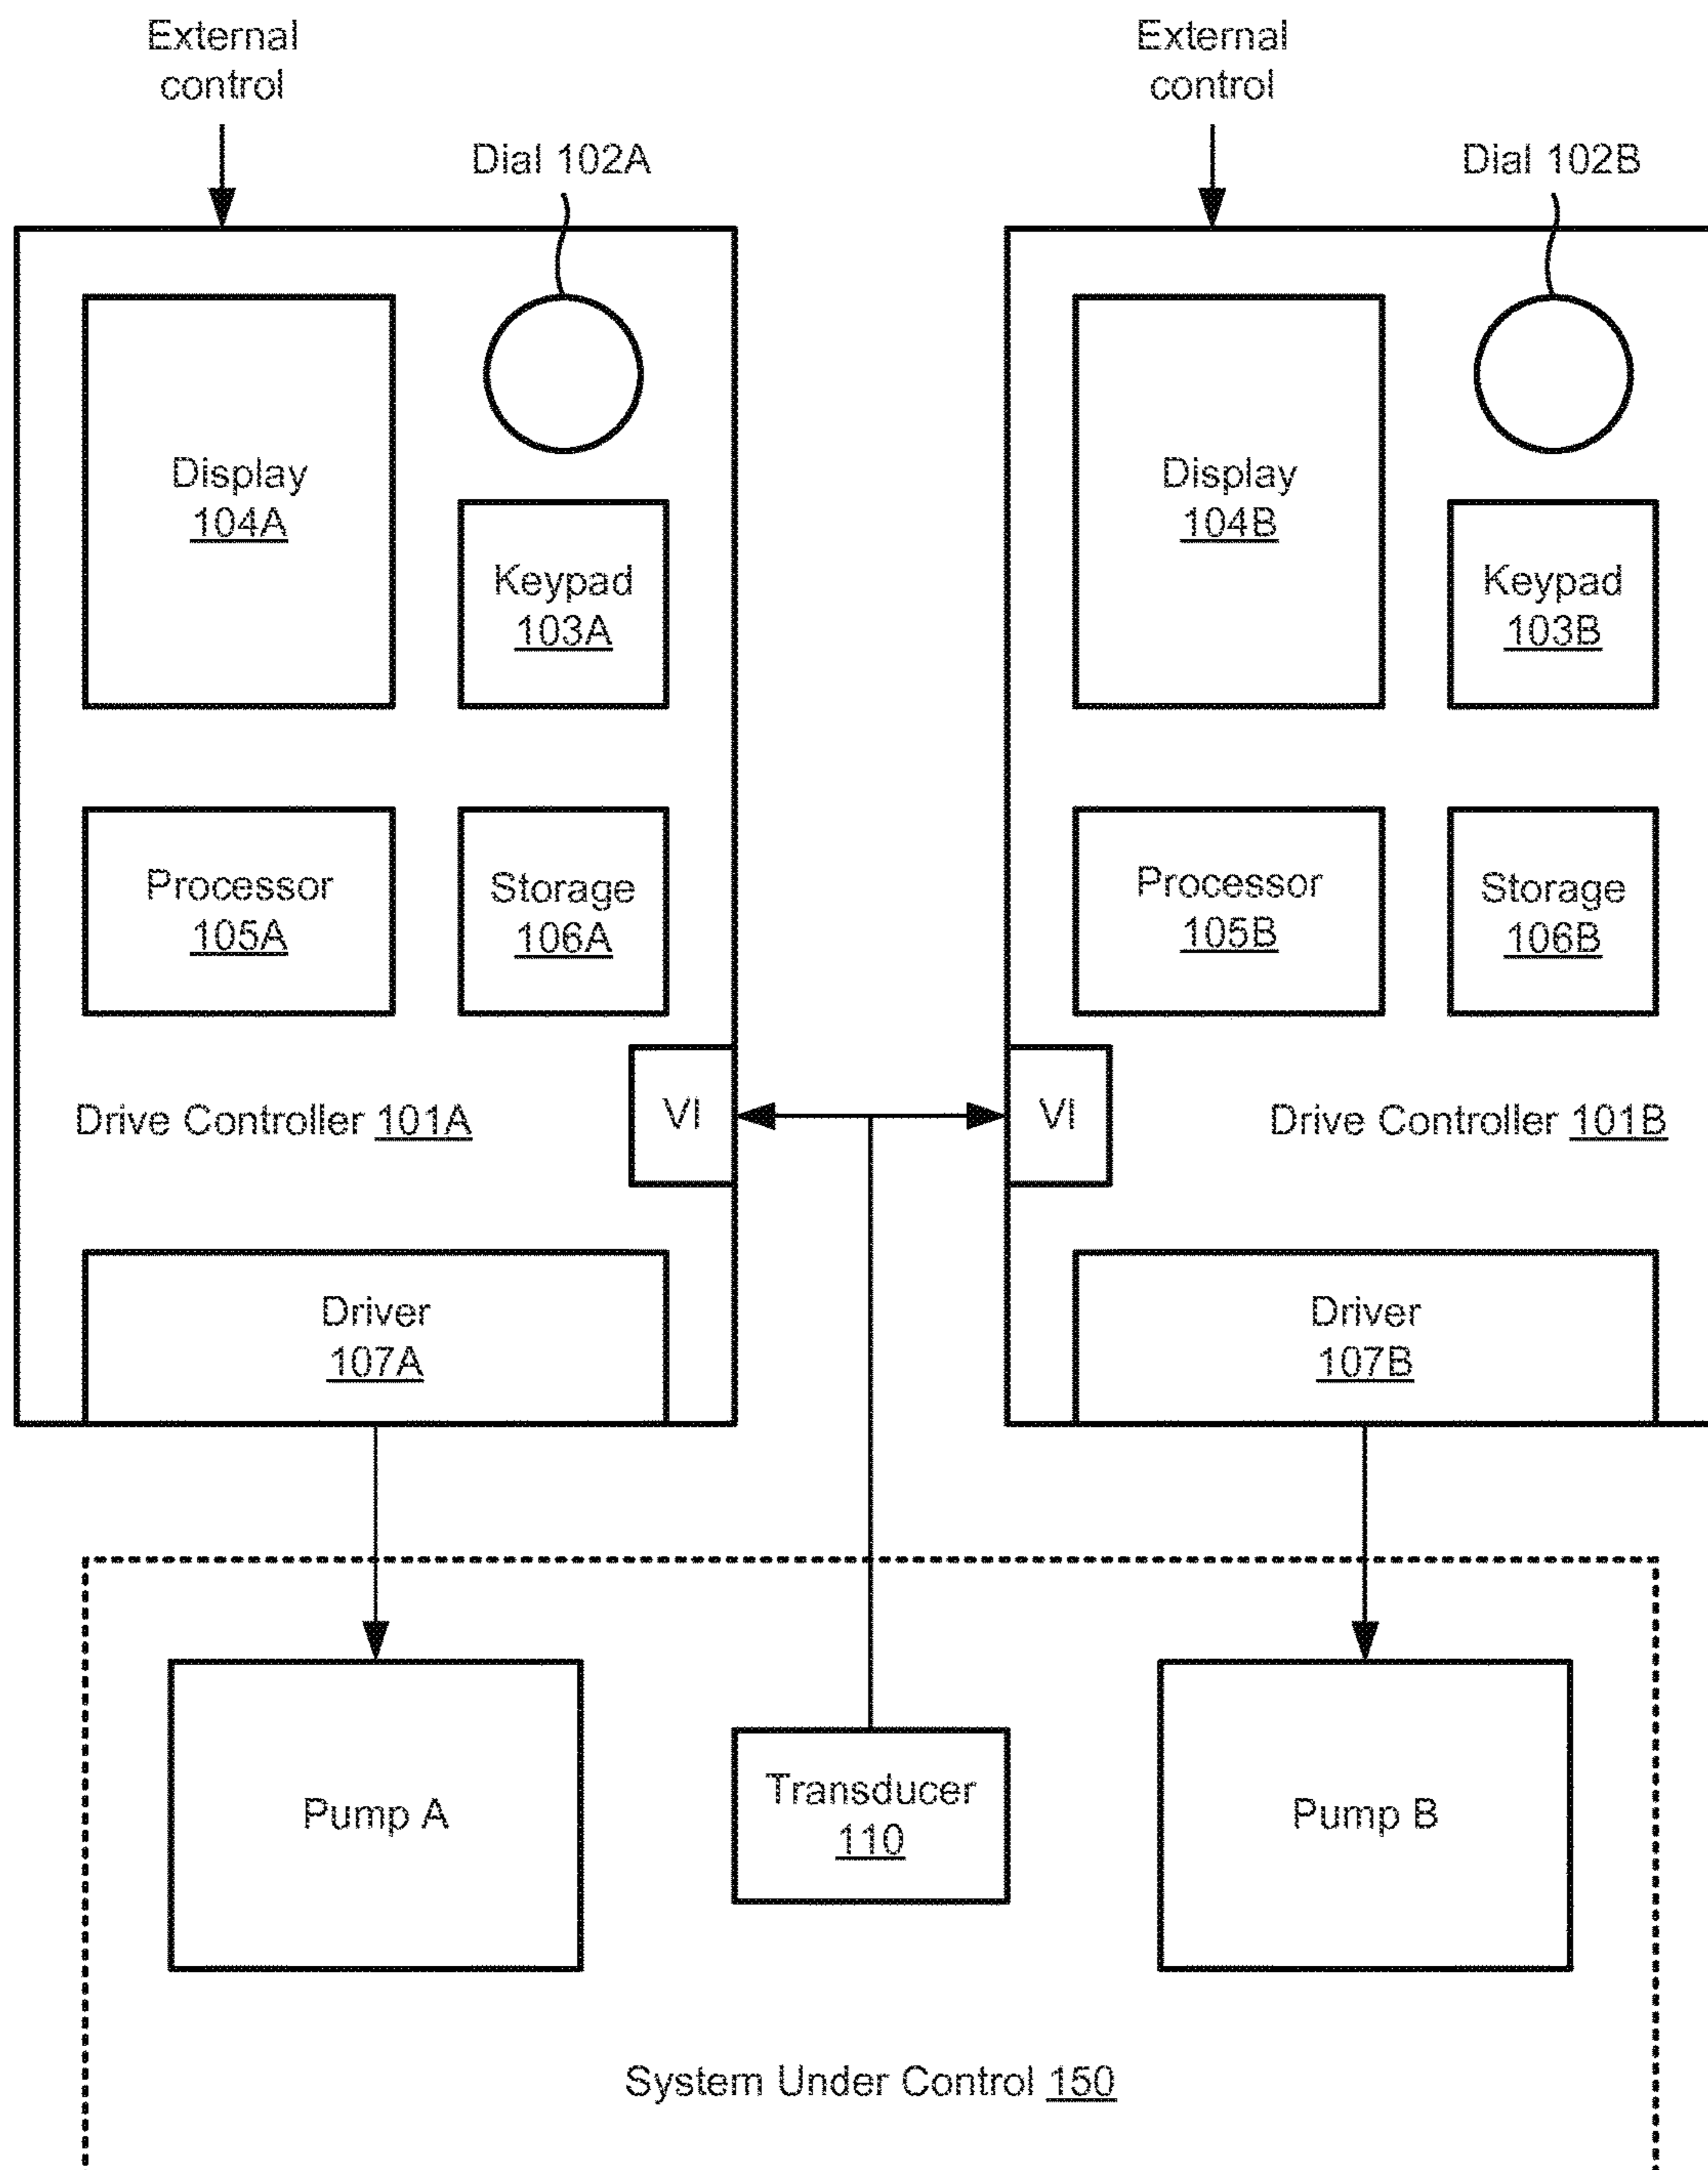 External
control
External
control
Dial 102A
Dial 102B
Display
104A
Display
104B
Keypad
103A
Keypad
103B
Processor
105A
Storage
106A
Processor
105B
Storage
106B
Drive Controller 101A
VI
VI
Drive Controller 101B
Driver
107A
Driver
107B
Pump A
Transducer
110
Pump B
System Under Control 150